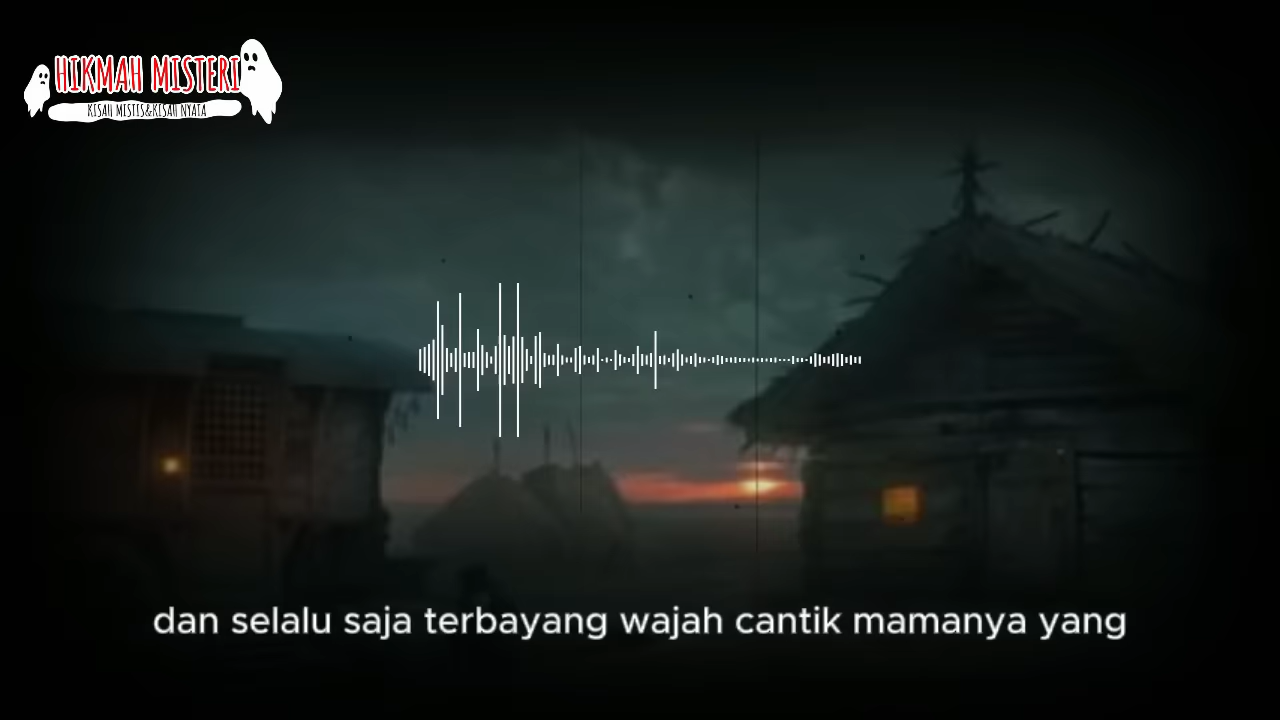 HIKMAH MISTERI
KISAH MISTIS&KISAH NYATA
dan selalu saja terbayang wajah cantik mamanya yang